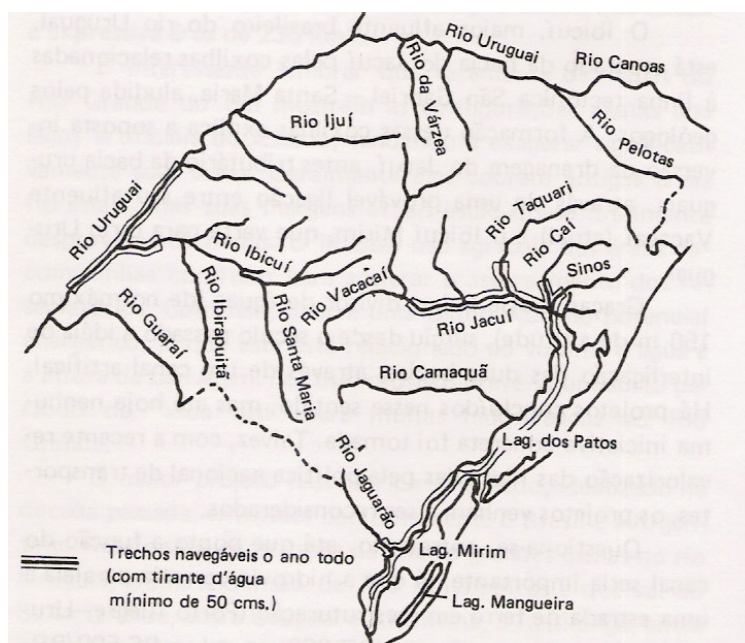 Rio Uruguai
Rio Canoas
Rio da Várzea
Rio Ijuí
Rio Pelotas
Rio Uruguai
Rio Taquari
Rio Caí
Sinos
Rio Ibicuí
Rio Vacacaí
Rio Jacuí
Rio Guaraí
Rio Ibirapuitã
Rio Santa Maria
Rio Camaquã
Lag. dos Patos
Rio Jaguarão
Trechos navegáveis o ano todo
(com tirante d'água
mínimo de 50 cms.)
Lag. Mirim
Lag. Mangueira